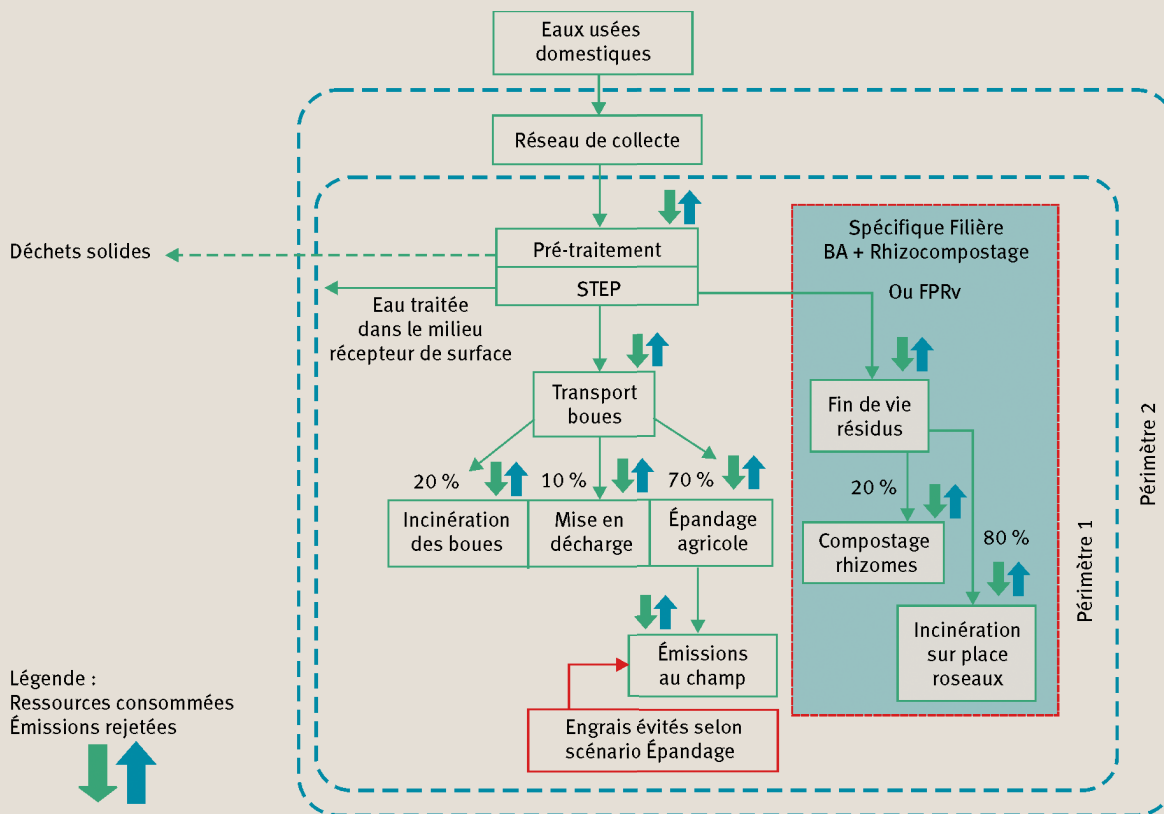 Eaux usées
domestiques
Réseau de collecte
Déchets solides
Pré-traitement
STEP
Eau traitée
dans le milieu
récepteur de surface
Spécifique Filière
BA + Rhizocompostage
Ou FPRv
Transport
boues
Fin de vie
résidus
20 %
10 %
70 %
Incinération
des boues
Mise en
décharge
Épandage
agricole
20 %
Compostage
rhizomes
80 %
Incinération
sur place
roseaux
Périmètre 1
Périmètre 2
Émissions
au champ
Engrais évités selon
scénario Épandage
Légende :
Ressources consommées
Émissions rejetées